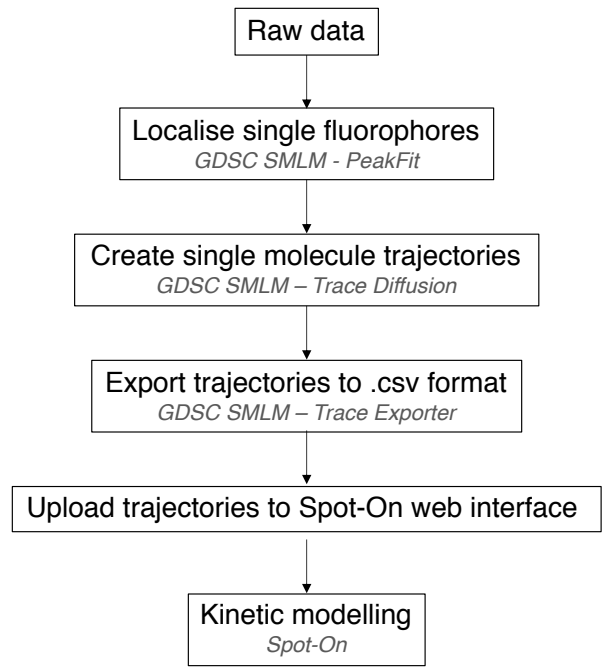 Raw data
Localise single fluorophores
GDSC SMLM - PeakFit
Create single molecule trajectories
GDSC SMLM – Trace Diffusion
Export trajectories to .csv format
GDSC SMLM – Trace Exporter
Upload trajectories to Spot-On web interface
Kinetic modelling
Spot-On